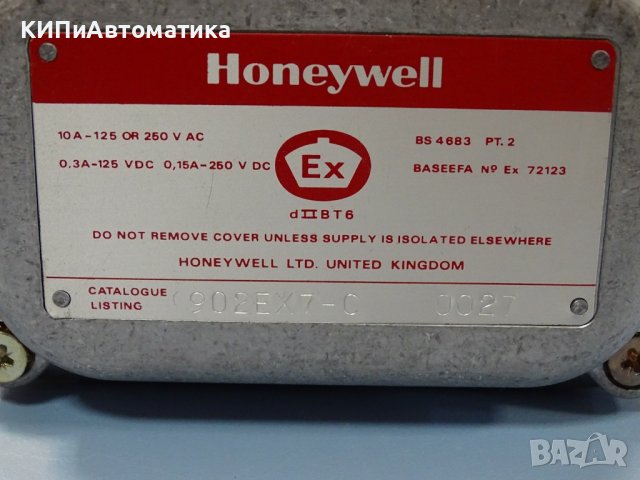 КИПиАвтоматика
Honeywell
10A-125 OR 250 V AC
BS 4683 PT. 2
0,3A-125 VDC 0,15A-250 V DC
Ex
BASEEFA Nº Ex 72123
dIIBT6
DO NOT REMOVE COVER UNLESS SUPPLY IS ISOLATED ELSEWHERE
HONEYWELL LTD. UNITED KINGDOM
CATALOGUE
LISTING
902EX7-C 0027
BAZAR